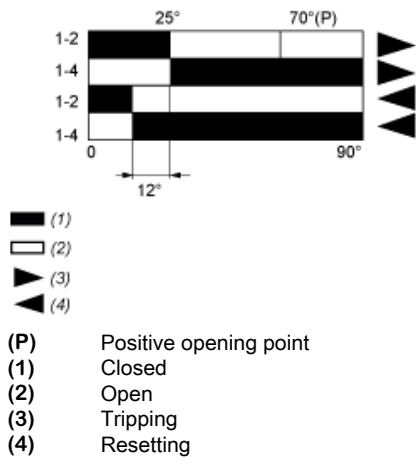 25° 70°(P)
1-2
1-4
1-2
1-4
0 90°
12°
(1)
(2)
(3)
(4)
(P) Positive opening point
(1) Closed
(2) Open
(3) Tripping
(4) Resetting